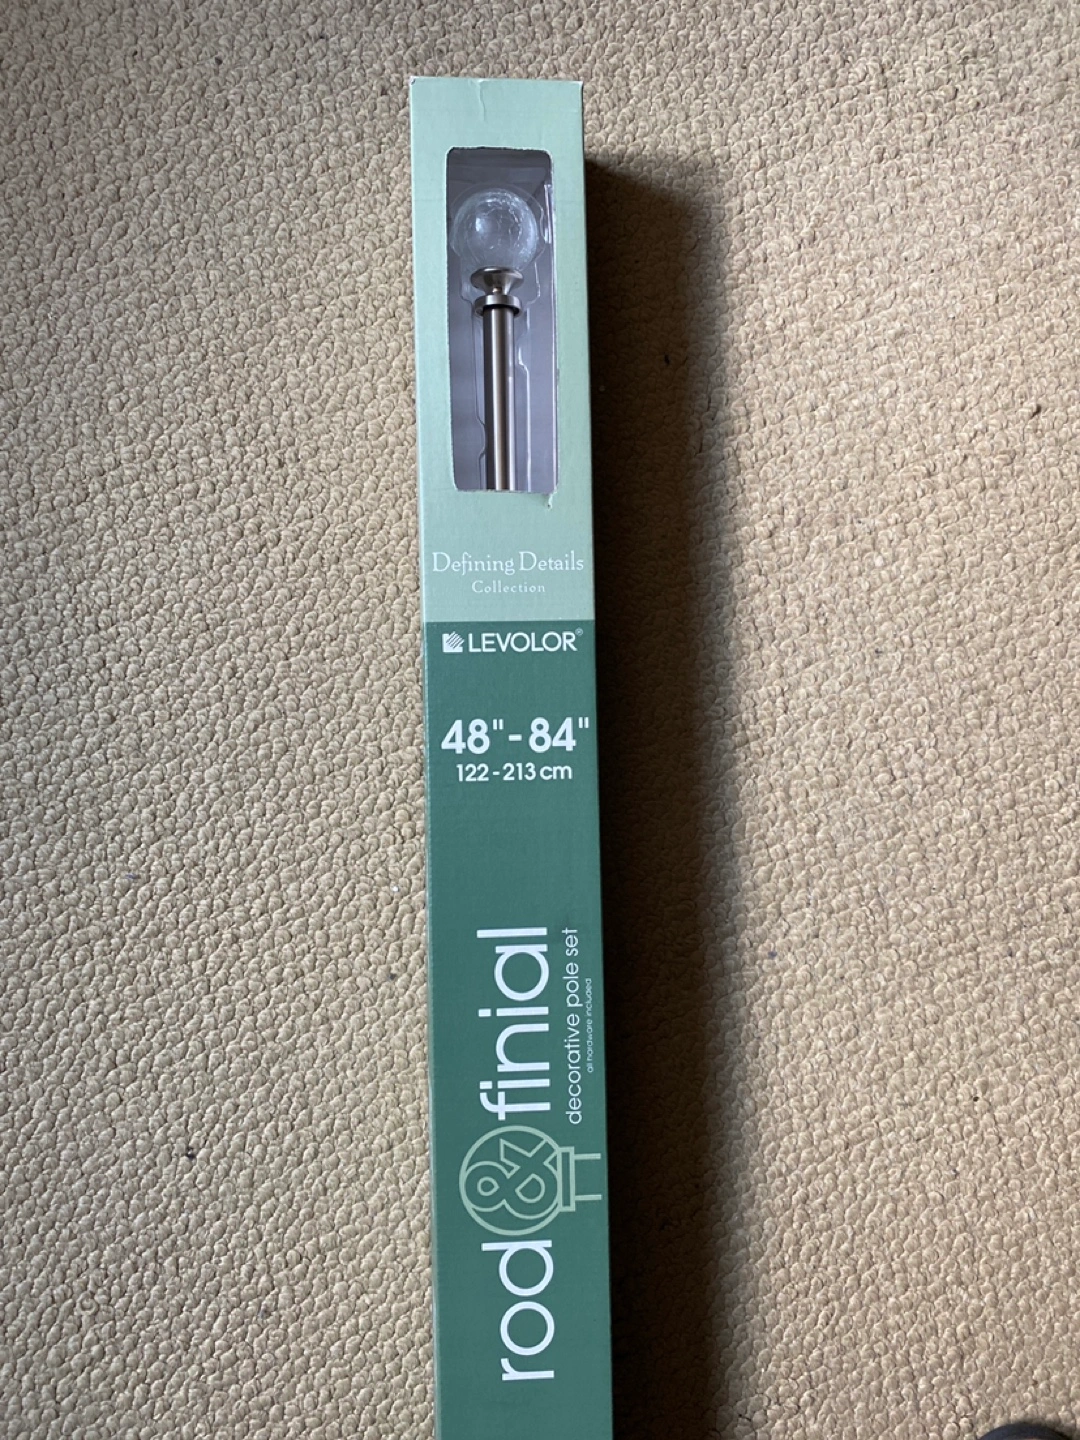 Defining Details
Collection
LEVOLOR®
48"-84"
122-213 cm
rod & finial
decorative pole set
all hardware included